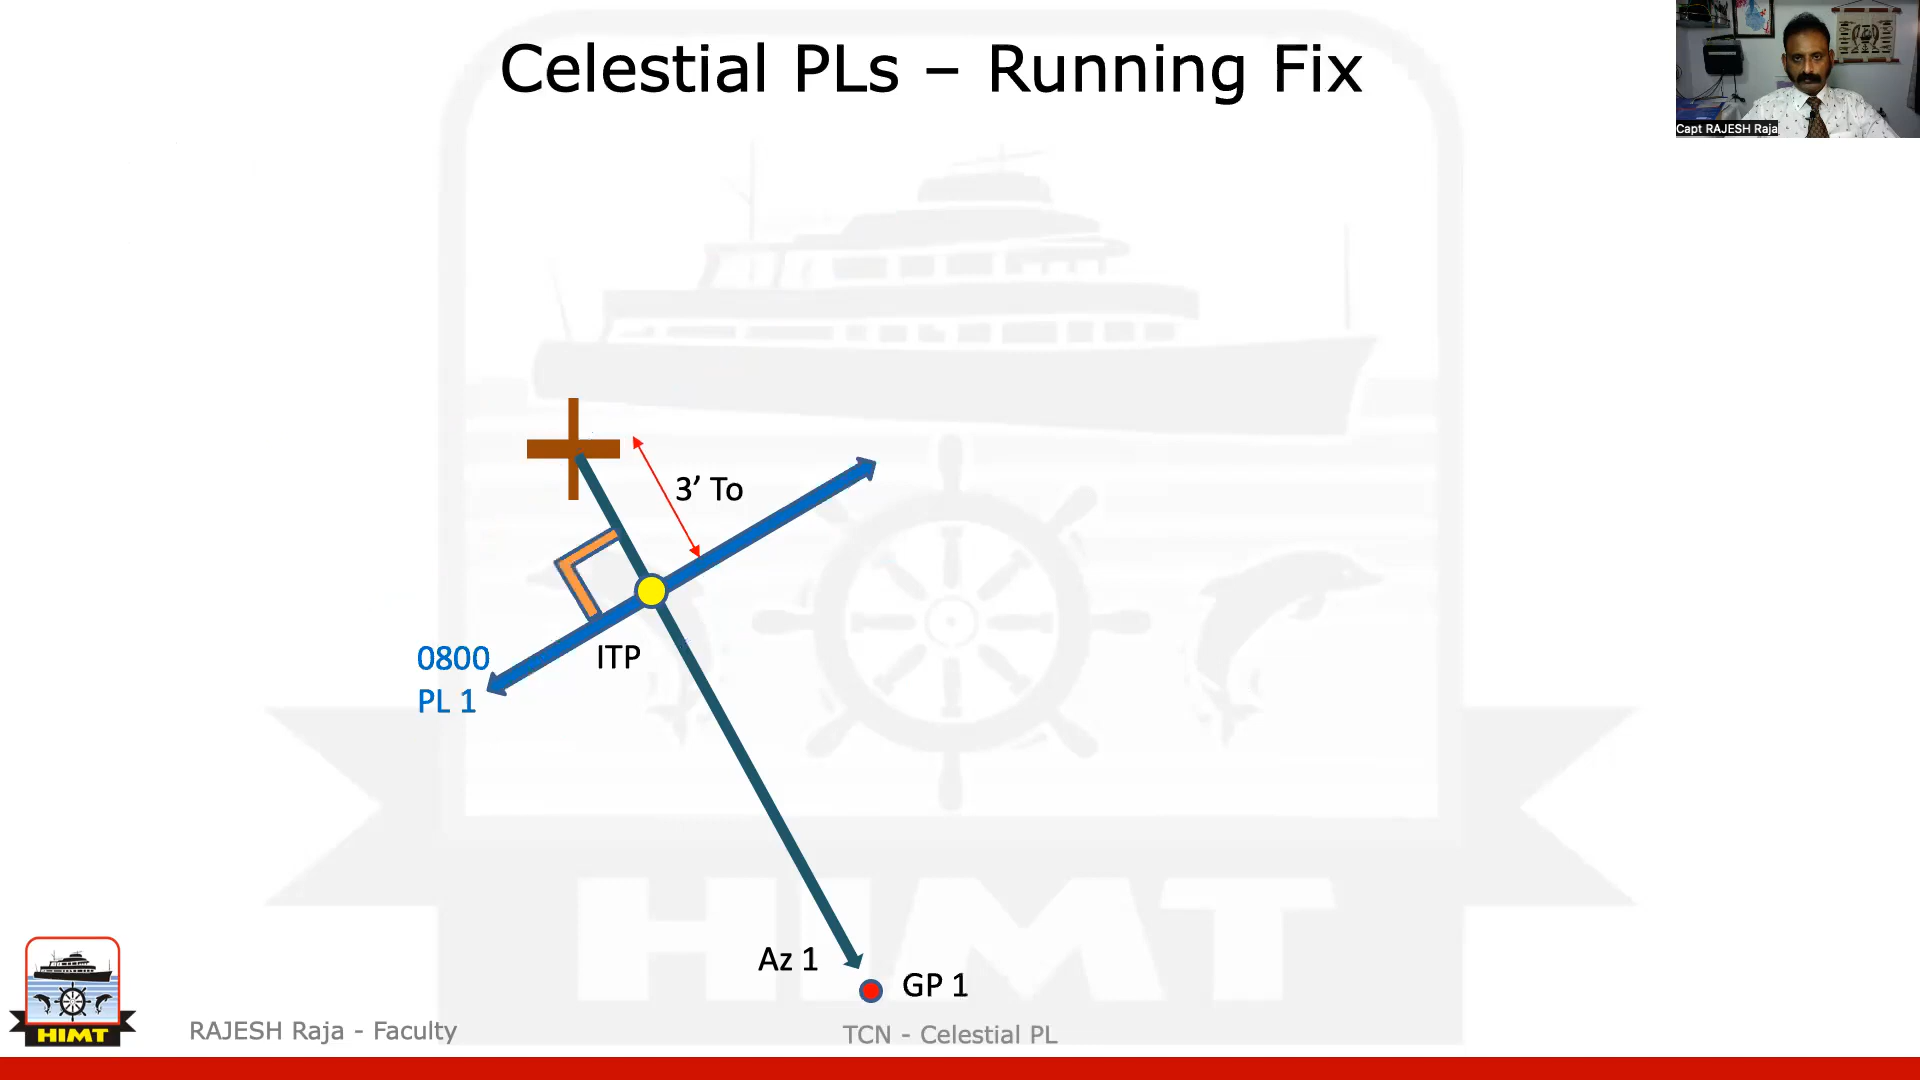 Celestial PLs – Running Fix
Capt RAJESH Raja
3’ To
0800
PL 1
ITP
Az 1
GP 1
HIMT
HIMT
RAJESH Raja - Faculty
TCN - Celestial PL